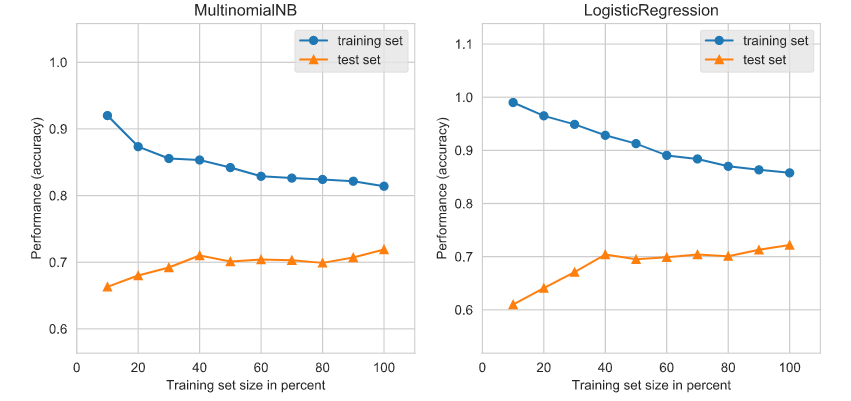 MultinomialNB
training set
test set
1.0
0.9
0.8
0.7
0.6
Performance (accuracy)
0 20 40 60 80 100
Training set size in percent
LogisticRegression
training set
test set
1.1
1.0
0.9
0.8
0.7
0.6
Performance (accuracy)
0 20 40 60 80 100
Training set size in percent